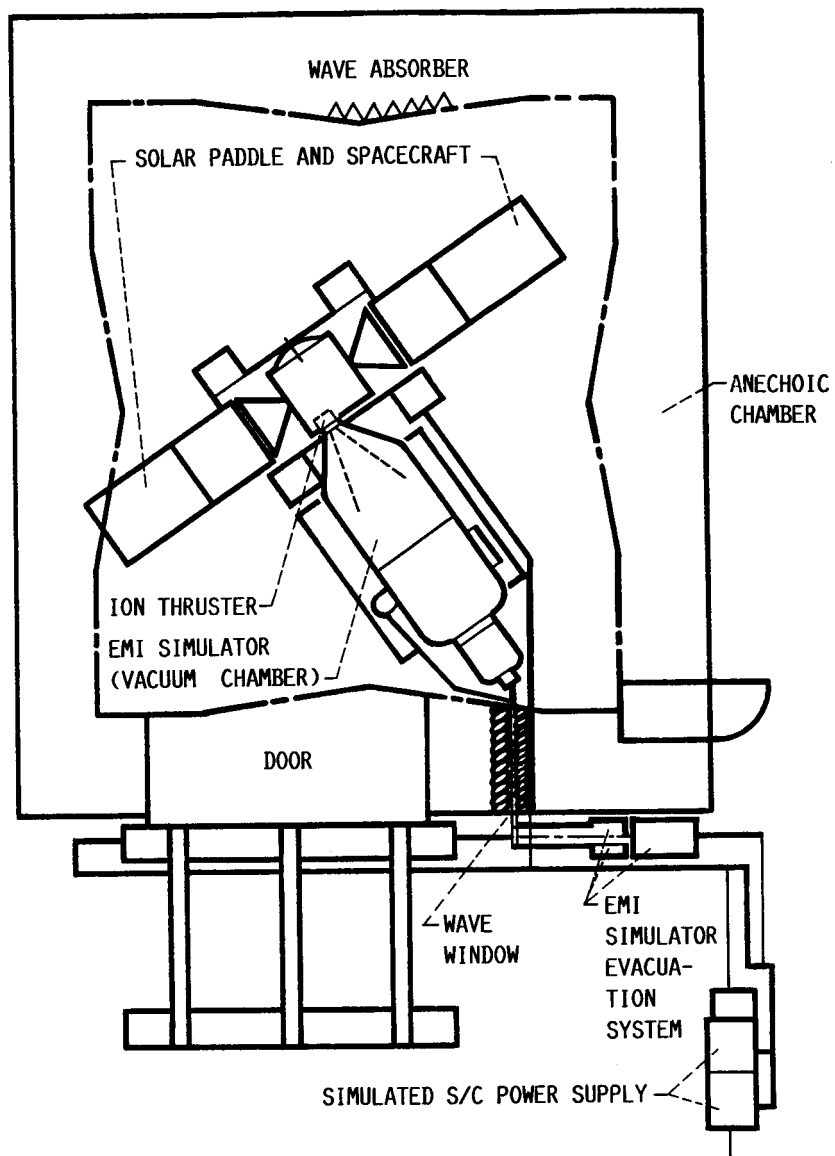 WAVE ABSORBER
SOLAR PADDLE AND SPACECRAFT
ANECHOIC
CHAMBER
ION THRUSTER
EMI SIMULATOR
(VACUUM CHAMBER)
DOOR
WAVE
WINDOW
EMI
SIMULATOR
EVACUA-
TION
SYSTEM
SIMULATED S/C POWER SUPPLY